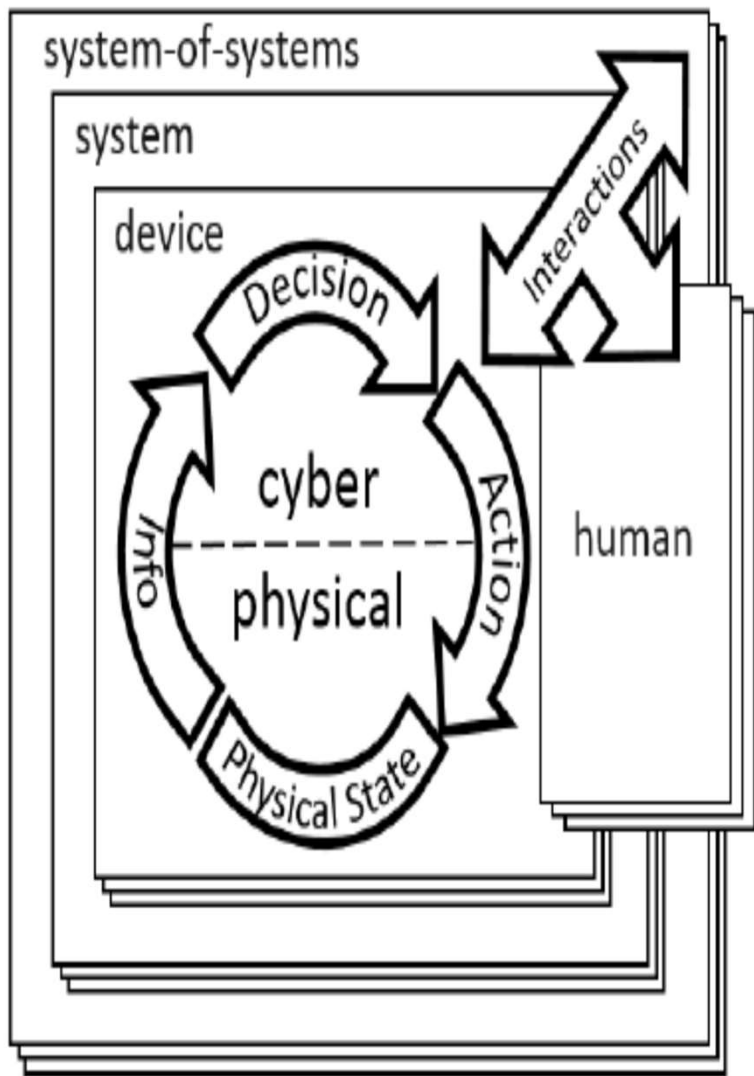 system-of-systems
system
device
Interactions
Decision
cyber
Info
Action
physical
human
Physical State